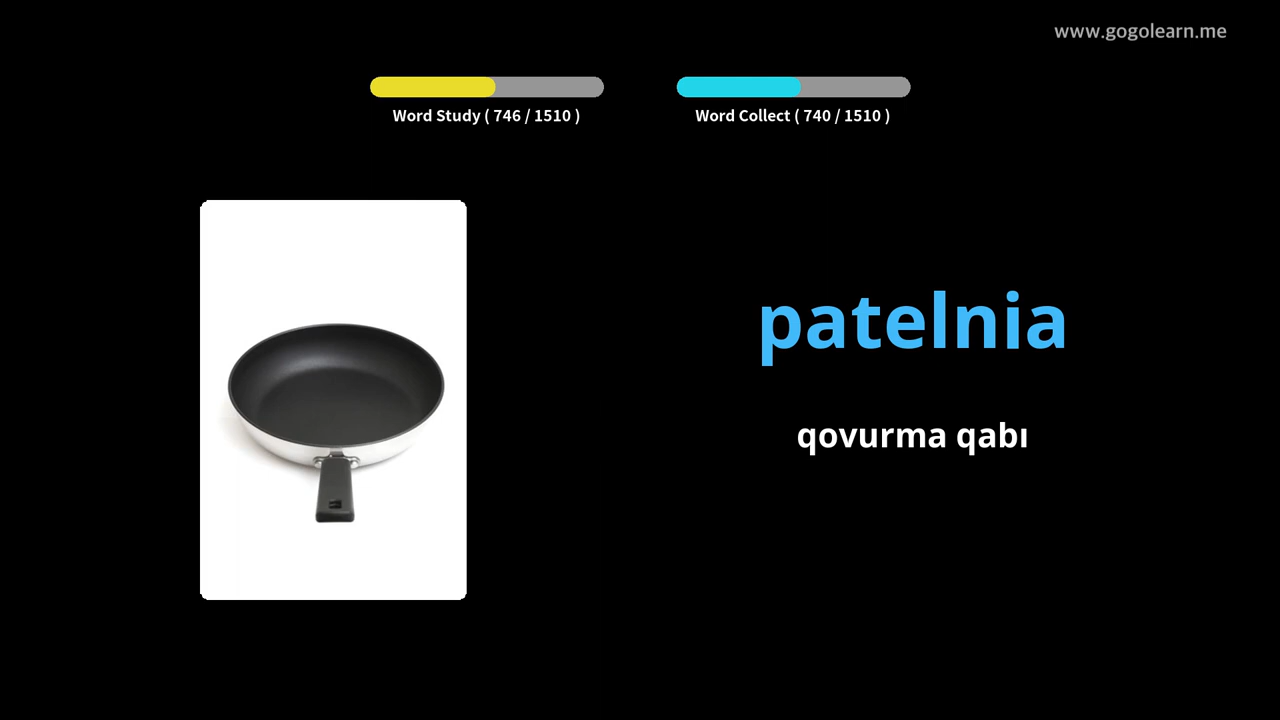 www.gogolearn.me
Word Study ( 746 / 1510 )
Word Collect ( 740 / 1510 )
patelnia
qovurma qabı